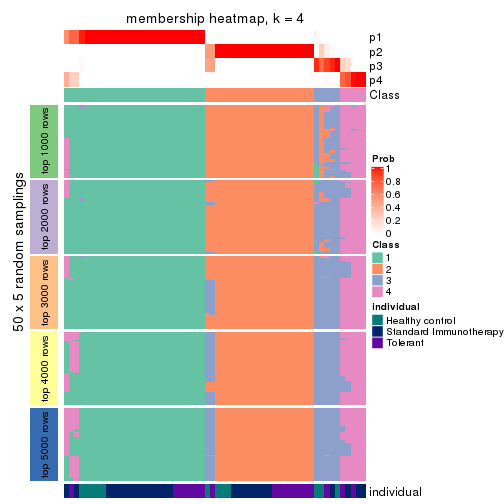 membership heatmap, k = 4
p1
p2
p3
p4
Class
50 x 5 random samplings
top 1000 rows
top 2000 rows
top 3000 rows
top 4000 rows
top 5000 rows
individual
Prob
1
0.8
0.6
0.4
0.2
0
Class
1
2
3
4
individual
Healthy control
Standard Immunotherapy
Tolerant